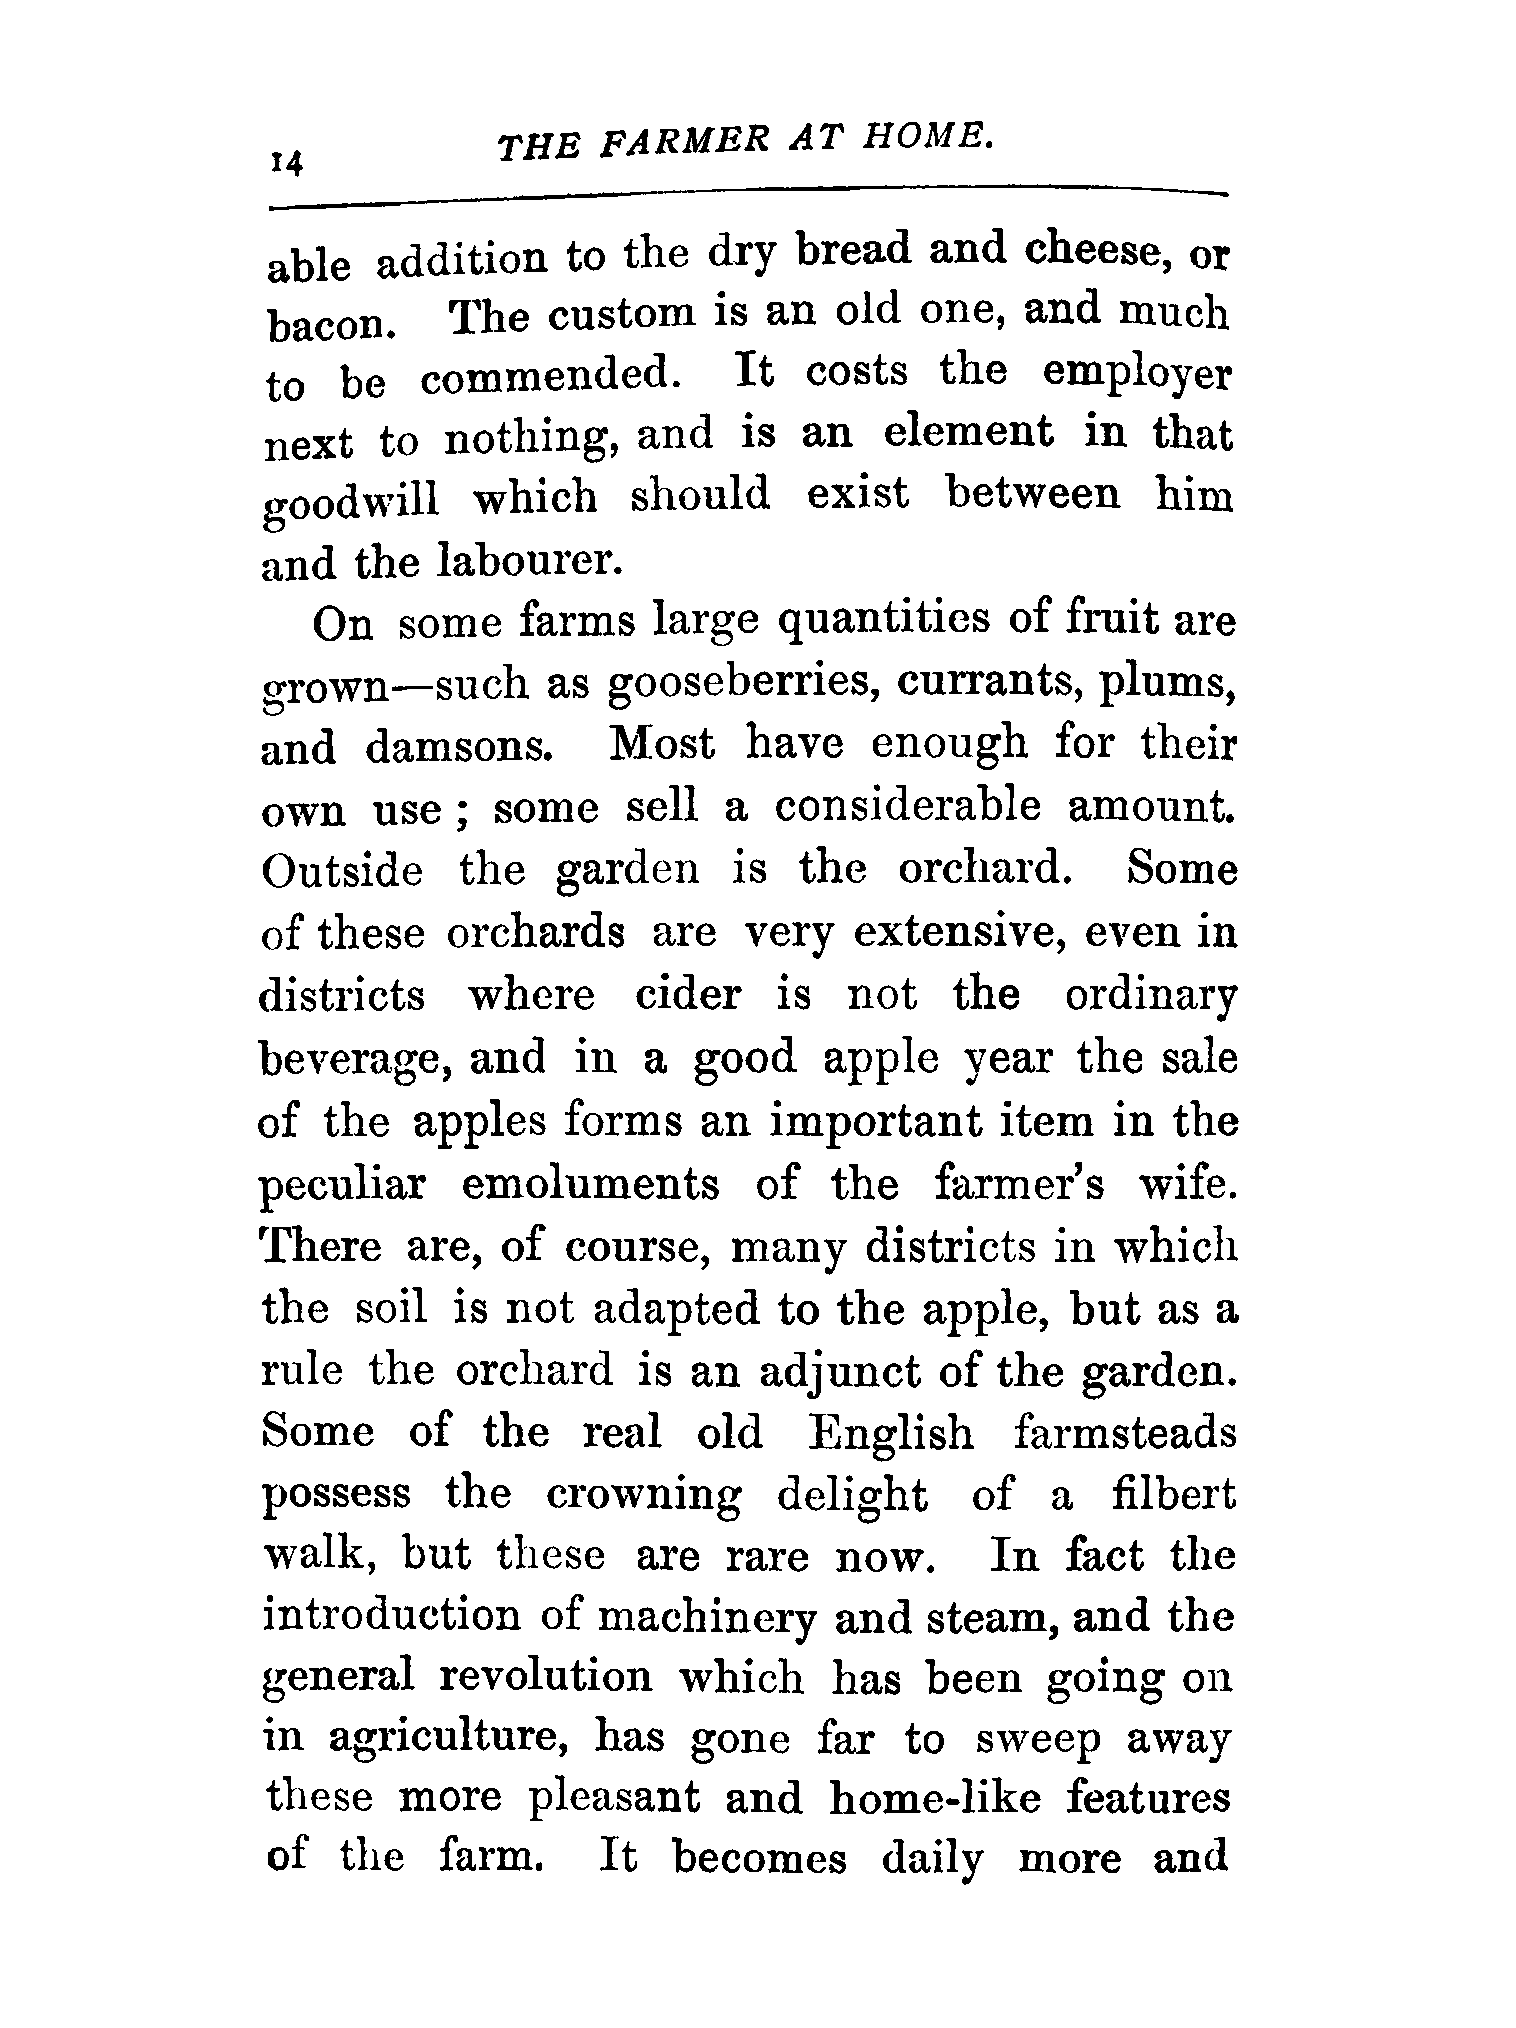 14
THE FARMER AT HOME.
able addition to the dry bread and cheese, or
bacon. The custom is an old one, and much
to be commended. It costs the employer
next to nothing, and is an element in that
goodwill which should exist between him
and the labourer.
On some farms large quantities of fruit are
grown—such as gooseberries, currants, plums,
and damsons. Most have enough for their
own use ; some sell a considerable amount.
Outside the garden is the orchard. Some
of these orchards are very extensive, even in
districts where cider is not the ordinary
beverage, and in a good apple year the sale
of the apples forms an important item in the
peculiar emoluments of the farmer's wife.
There are, of course, many districts in which
the soil is not adapted to the apple, but as a
rule the orchard is an adjunct of the garden.
Some of the real old English farmsteads
possess the crowning delight of a filbert
walk, but these are rare now. In fact the
introduction of machinery and steam, and the
general revolution which has been going on
in agriculture, has gone far to sweep away
these more pleasant and home-like features
of the farm. It becomes daily more and